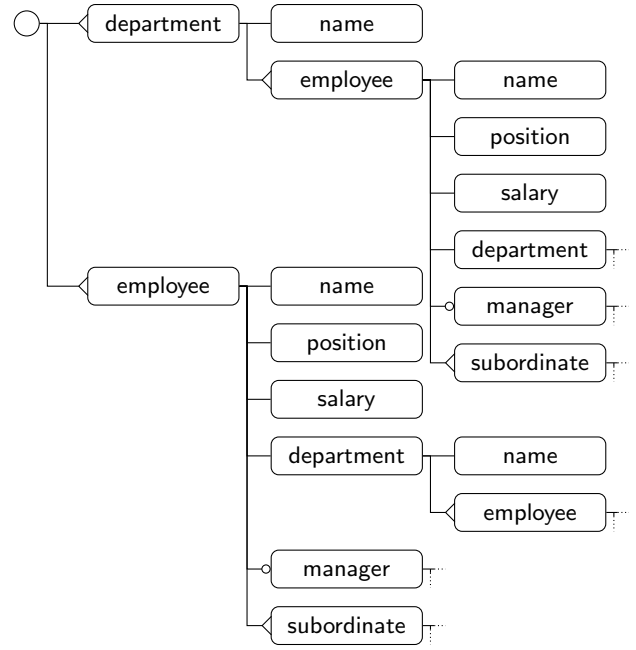 department
name
employee
name
position
salary
department
manager
subordinate
employee
name
position
salary
department
name
employee
manager
subordinate